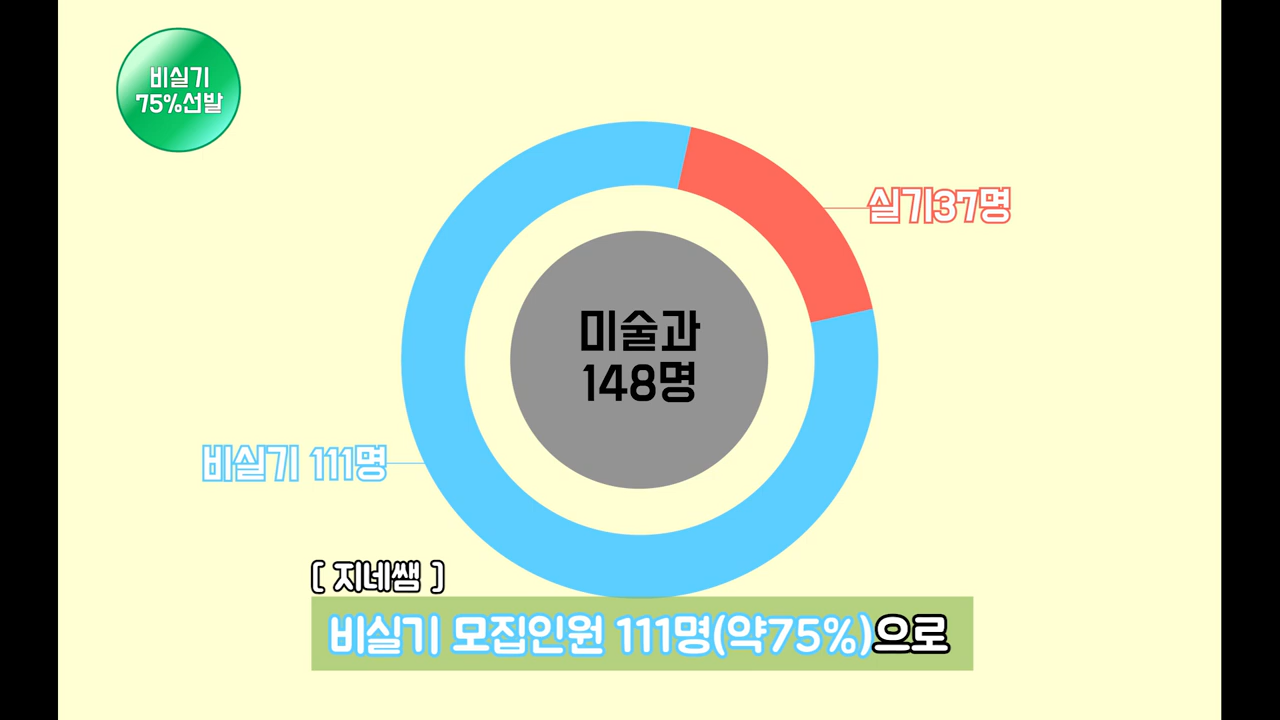 비실기
75%선발
실기37명
미술과
148명
비실기 111명
[ 지네쌤 ]
비실기 모집인원 111명(약75%)으로